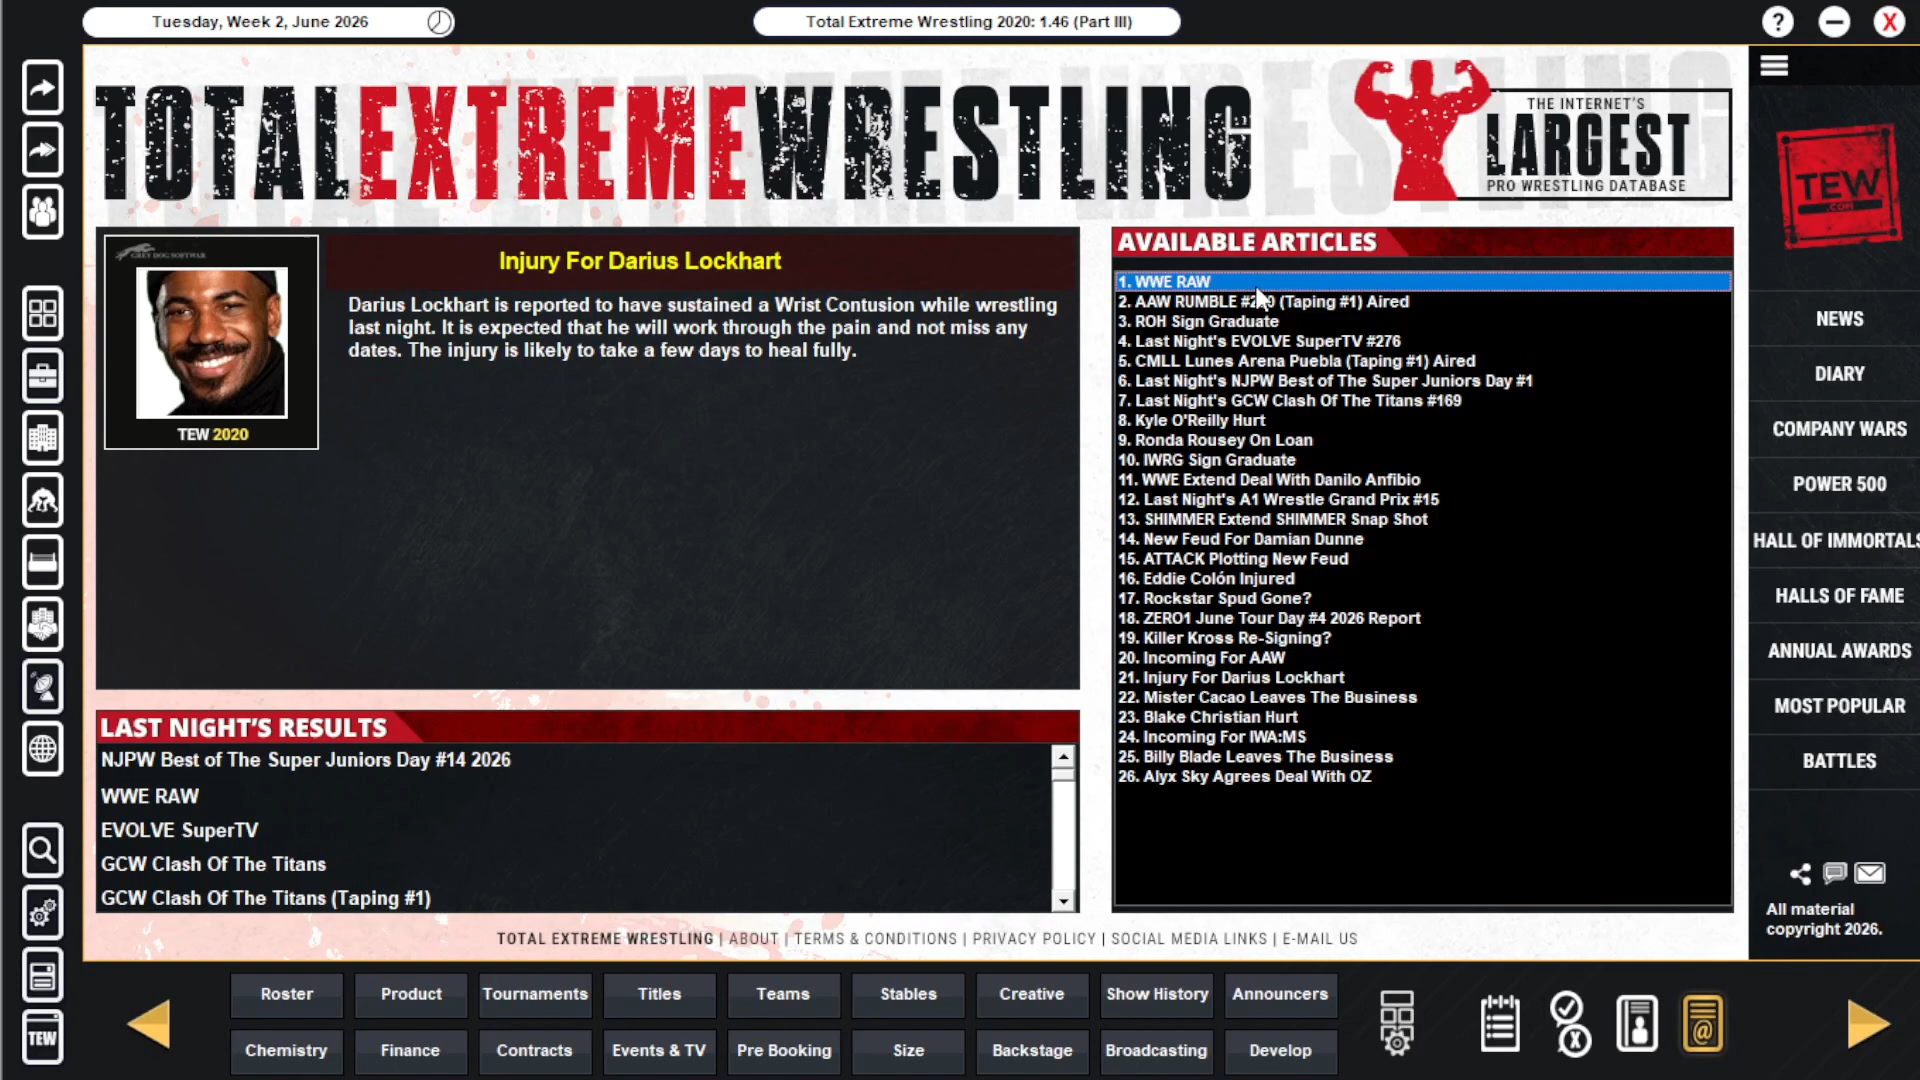 Tuesday, Week 2, June 2026
Total Extreme Wrestling 2020: 1.46 (Part III)
?
X
TOTALEXTREMEWRESTLING
THE INTERNET'S
LARGEST
PRO WRESTLING DATABASE
GREY DOG SOFTWARE
TEW 2020
Injury For Darius Lockhart
Darius Lockhart is reported to have sustained a Wrist Contusion while wrestling
last night. It is expected that he will work through the pain and not miss any
dates. The injury is likely to take a few days to heal fully.
LAST NIGHT'S RESULTS
NJPW Best of The Super Juniors Day #14 2026
WWE RAW
EVOLVE SuperTV
GCW Clash Of The Titans
GCW Clash Of The Titans (Taping #1)
AVAILABLE ARTICLES
1. WWE RAW
2. AAW RUMBLE (Taping #1) Aired
3. ROH Sign Graduate
4. Last Night's EVOLVE SuperTV #276
5. CMLL Lunes Arena Puebla (Taping #1) Aired
6. Last Night's NJPW Best of The Super Juniors Day #1
7. Last Night's GCW Clash Of The Titans #169
8. Kyle O'Reilly Hurt
9. Ronda Rousey On Loan
10. IWRG Sign Graduate
11. WWE Extend Deal With Danilo Anfibio
12. Last Night's A1 Wrestle Grand Prix #15
13. SHIMMER Extend SHIMMER Snap Shot
14. New Feud For Damian Dunne
15. ATTACK Plotting New Feud
16. Eddie Colón Injured
17. Rockstar Spud Gone?
18. ZERO1 June Tour Day #4 2026 Report
19. Killer Kross Re-Signing?
20. Incoming For AAW
21. Injury For Darius Lockhart
22. Mister Cacao Leaves The Business
23. Blake Christian Hurt
24. Incoming For IWA:MS
25. Billy Blade Leaves The Business
26. Alyx Sky Agrees Deal With OZ
TEW
.COM
NEWS
DIARY
COMPANY WARS
POWER 500
HALL OF IMMORTALS
HALLS OF FAME
ANNUAL AWARDS
MOST POPULAR
BATTLES
All material
copyright 2026.
TOTAL EXTREME WRESTLING | ABOUT | TERMS & CONDITIONS | PRIVACY POLICY | SOCIAL MEDIA LINKS | E-MAIL US
TEW
Roster
Product
Tournaments
Titles
Teams
Stables
Creative
Show History
Announcers
Chemistry
Finance
Contracts
Events & TV
Pre Booking
Size
Backstage
Broadcasting
Develop
@